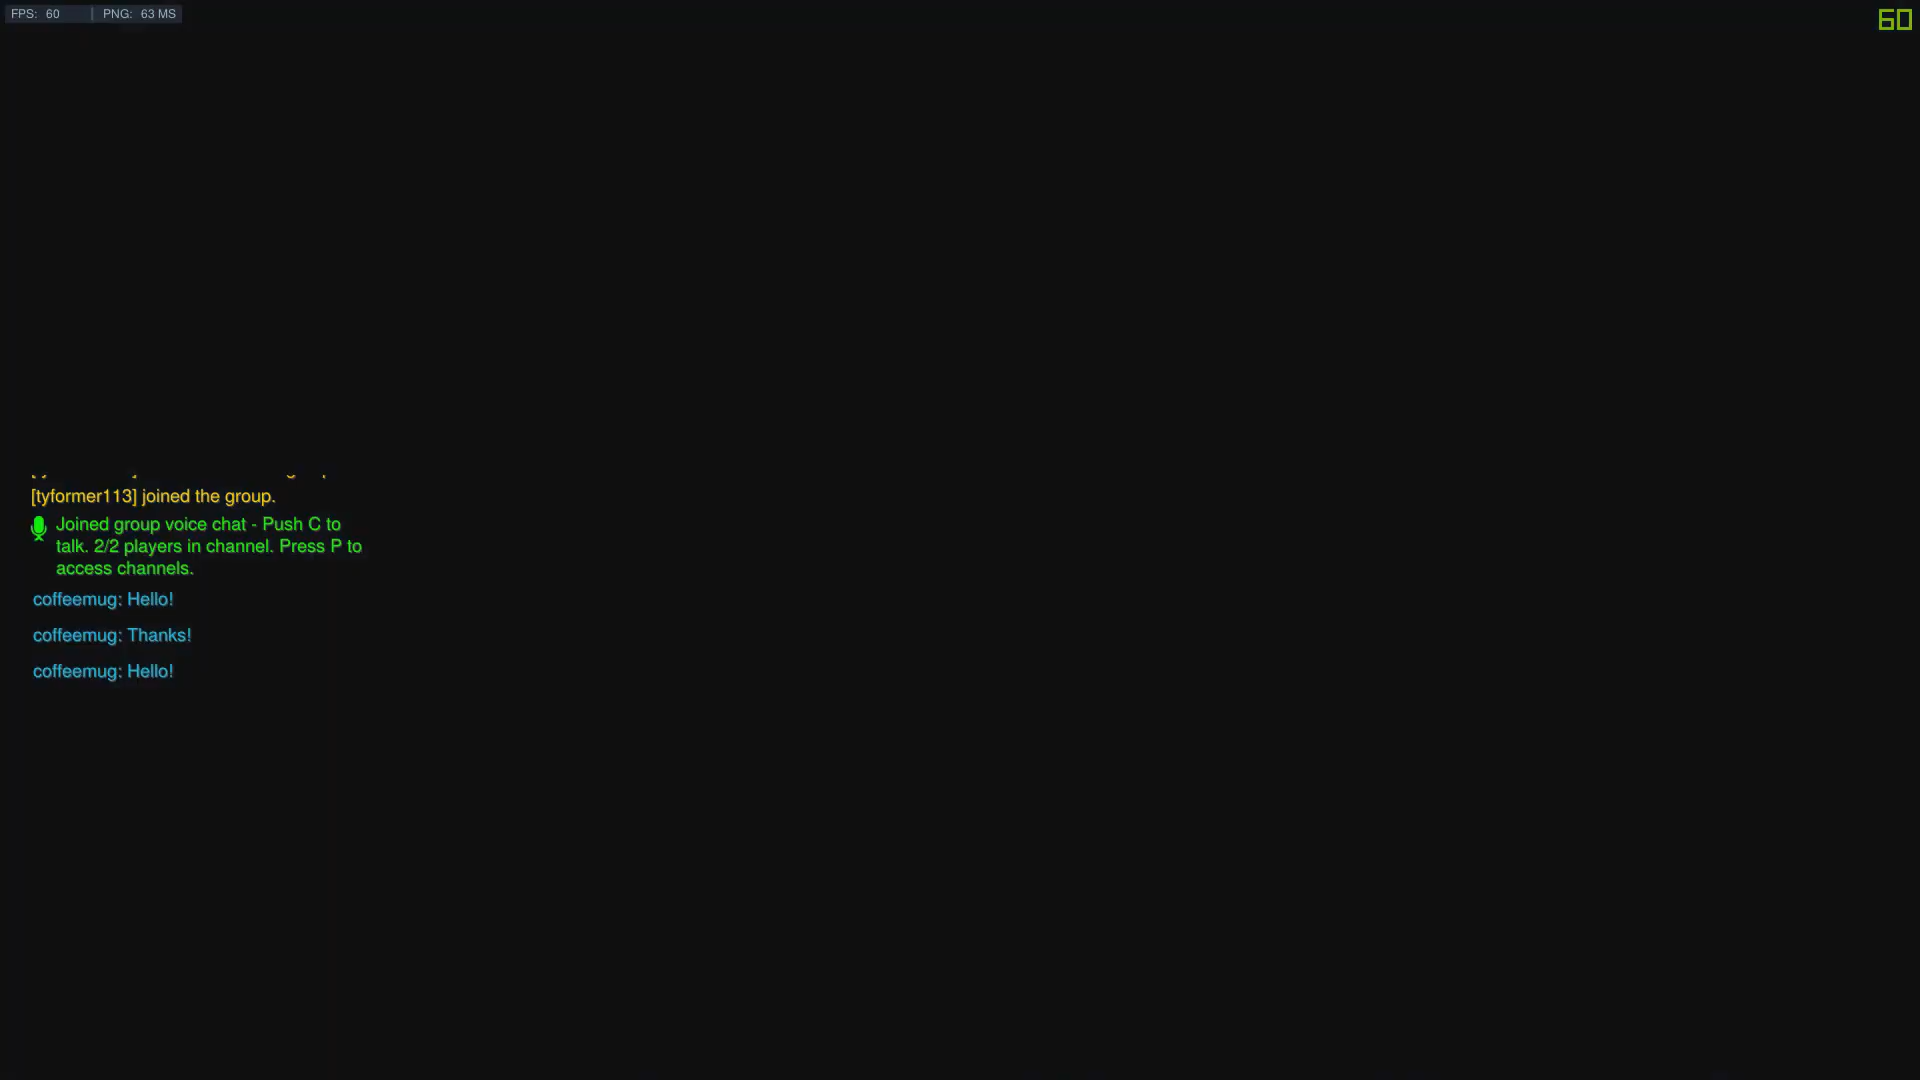 FPS: 60 | PNG: 63 MS
60
[tyformer113] joined the group.
Joined group voice chat - Push C to
talk. 2/2 players in channel. Press P to
access channels.
coffeemug: Hello!
coffeemug: Thanks!
coffeemug: Hello!